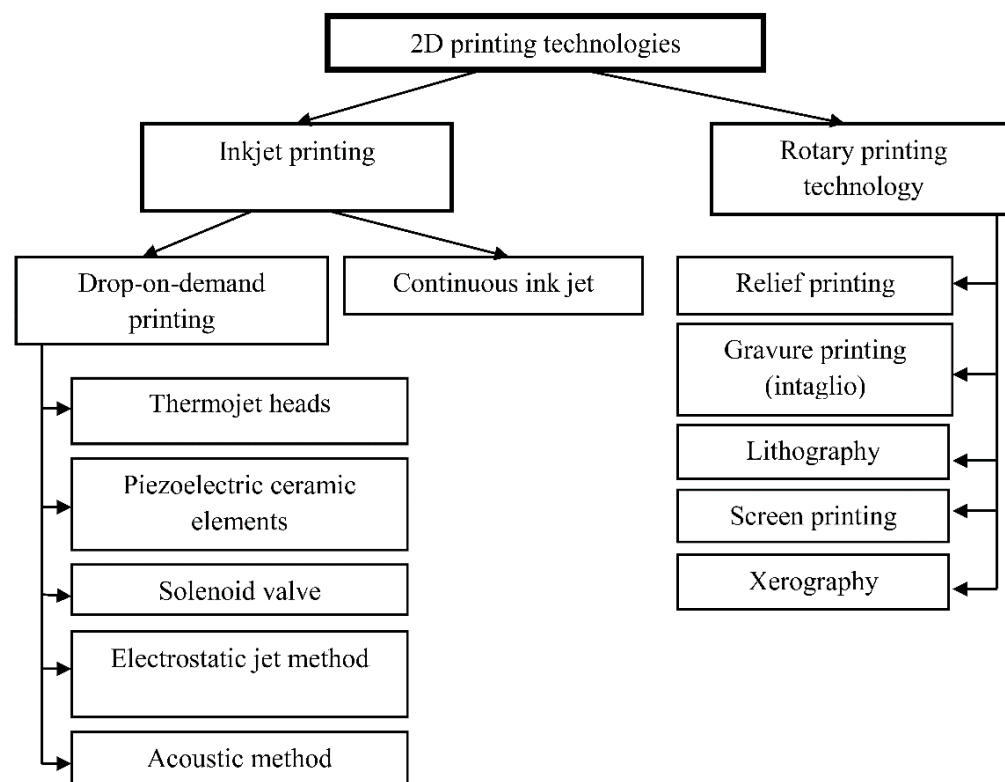 2D printing technologies
Inkjet printing
Rotary printing
technology
Drop-on-demand
printing
Continuous ink jet
Thermojet heads
Piezoelectric ceramic
elements
Solenoid valve
Electrostatic jet method
Acoustic method
Relief printing
Gravure printing
(intaglio)
Lithography
Screen printing
Xerography